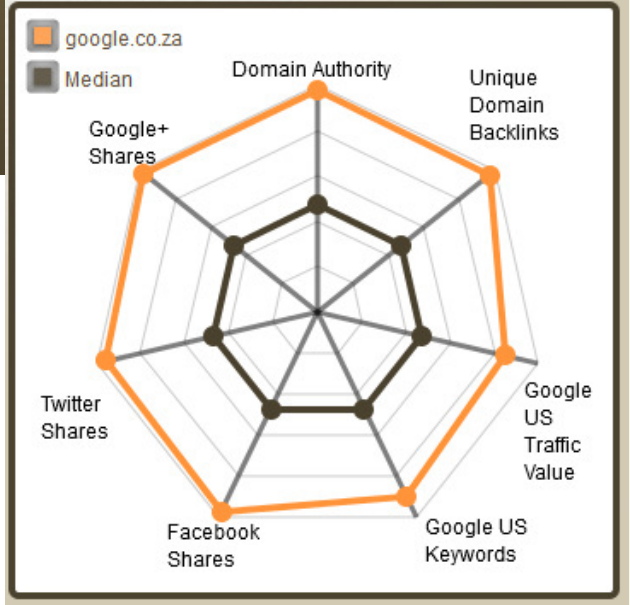 google.co.za
Median
Domain Authority
Unique
Domain
Backlinks
Google+
Shares
Google
US
Traffic
Value
Twitter
Shares
Google US
Keywords
Facebook
Shares